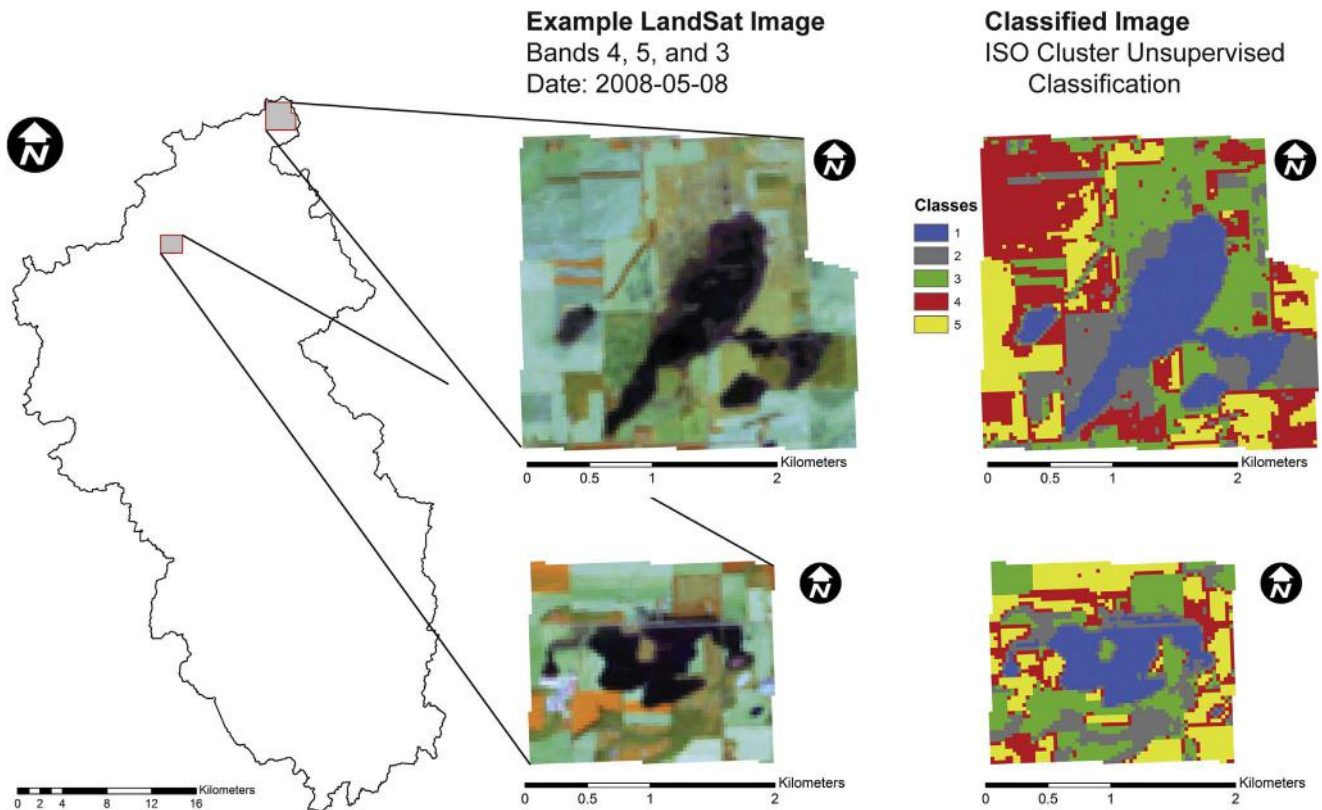 Example LandSat Image
Bands 4, 5, and 3
Date: 2008-05-08
Classified Image
ISO Cluster Unsupervised
Classification
N
N
N
Classes
1
2
3
4
5
Kilometers
0 0.5 1 2
Kilometers
0 0.5 1 2
N
N
Kilometers
0 2 4 8 12 16
Kilometers
0 0.5 1 2
Kilometers
0 0.5 1 2